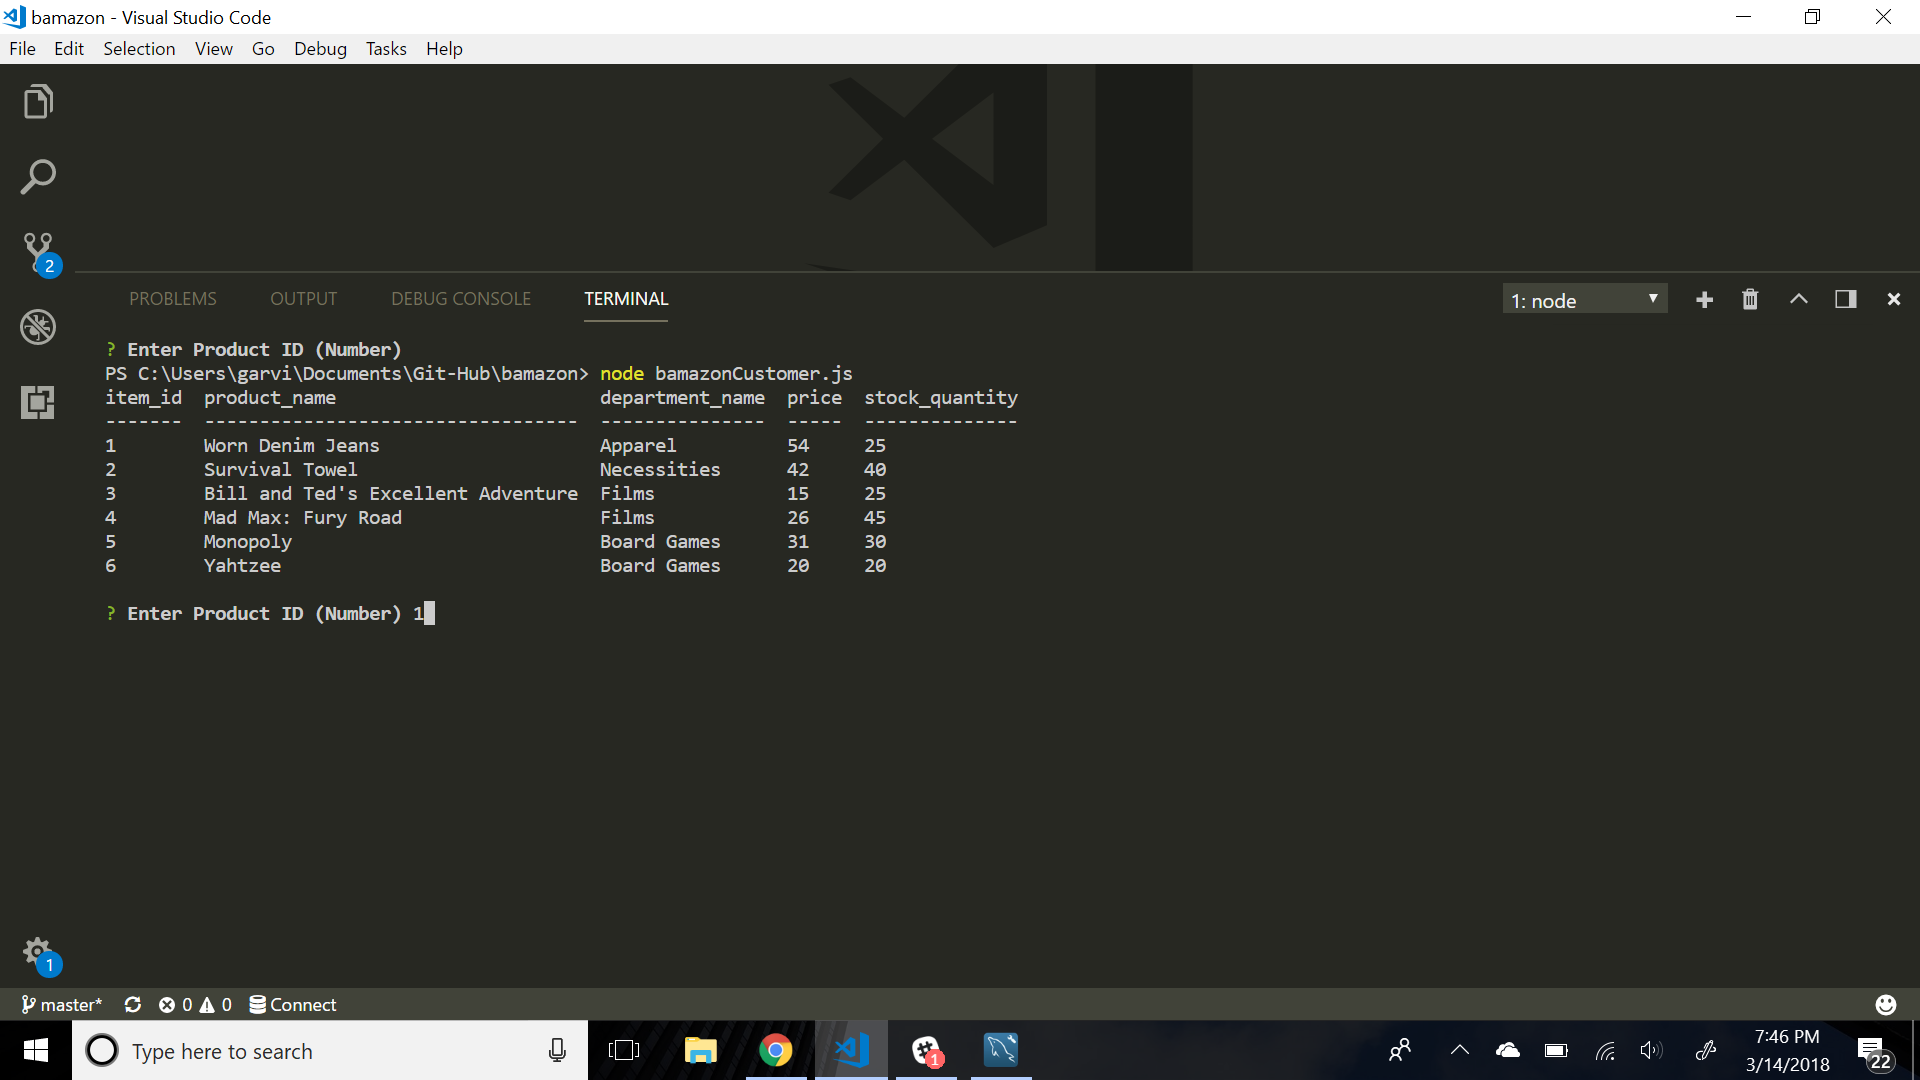 bamazon - Visual Studio Code
File Edit Selection View Go Debug Tasks Help
2
PROBLEMS OUTPUT DEBUG CONSOLE TERMINAL 1: node
? Enter Product ID (Number)
PS C:\Users\garvi\Documents\Git-Hub\bamazon> node bamazonCustomer.js
item_id product_name department_name price stock_quantity
------- ---------------------------------- --------------- ----- --------------
1 Worn Denim Jeans Apparel 54 25
2 Survival Towel Necessities 42 40
3 Bill and Ted's Excellent Adventure Films 15 25
4 Mad Max: Fury Road Films 26 45
5 Monopoly Board Games 31 30
6 Yahtzee Board Games 20 20
? Enter Product ID (Number) 1
1
master* 0 0 Connect
Type here to search 1 7:46 PM
3/14/2018 22